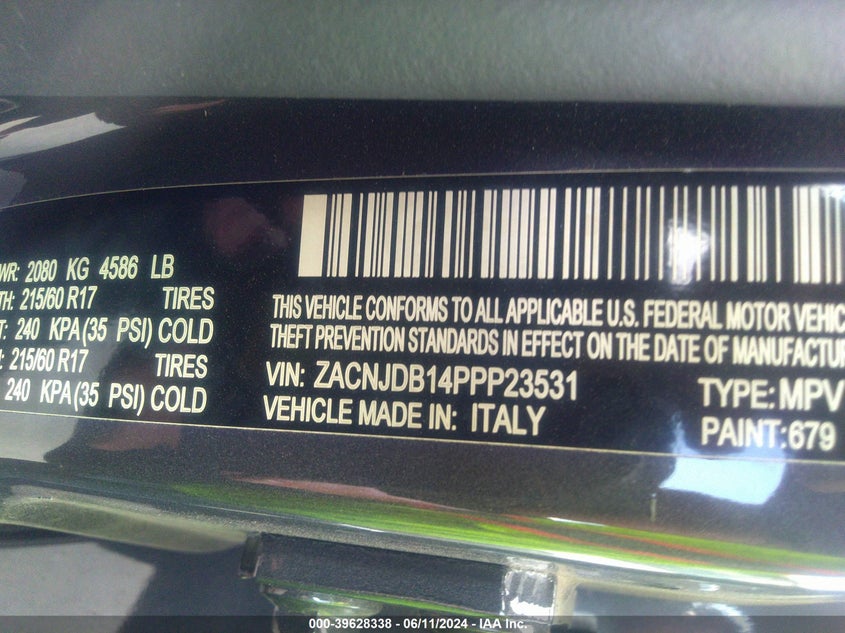 WR: 2080 KG 4586 LB
TH: 215/60 R17 TIRES
T: 240 KPA(35 PSI) COLD
: 215/60 R17 TIRES
240 KPA(35 PSI) COLD
THIS VEHICLE CONFORMS TO ALL APPLICABLE U.S. FEDERAL MOTOR VEHIC
THEFT PREVENTION STANDARDS IN EFFECT ON THE DATE OF MANUFACTUR
VIN: ZACNJDB14PPP23531 TYPE: MPV
VEHICLE MADE IN: ITALY PAINT:679
000-39628338 - 06/11/2024 - IAA Inc.